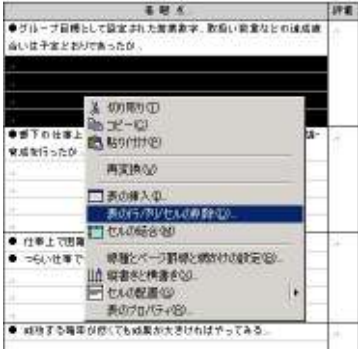 着眼点 評価
●グループ目標として設定された営業数字、取扱い前量などの達成度
合いは予定どおりであったか
切り取り(T)
コピー(C)
貼り付け(P)
●部下の仕事上
育成を行ったか
再変換(V)
表の挿入(I)...
表の行/列/セルの削除(D)...
セルの結合(M)
● 仕事上で困難
● つらい仕事で
線種とページ罫線と網かけの設定(B)...
縦書きと横書き(X)...
セルの配置(G)
表のプロパティ(R)...
● 成功する確率が低くても効果が大きければやってみる